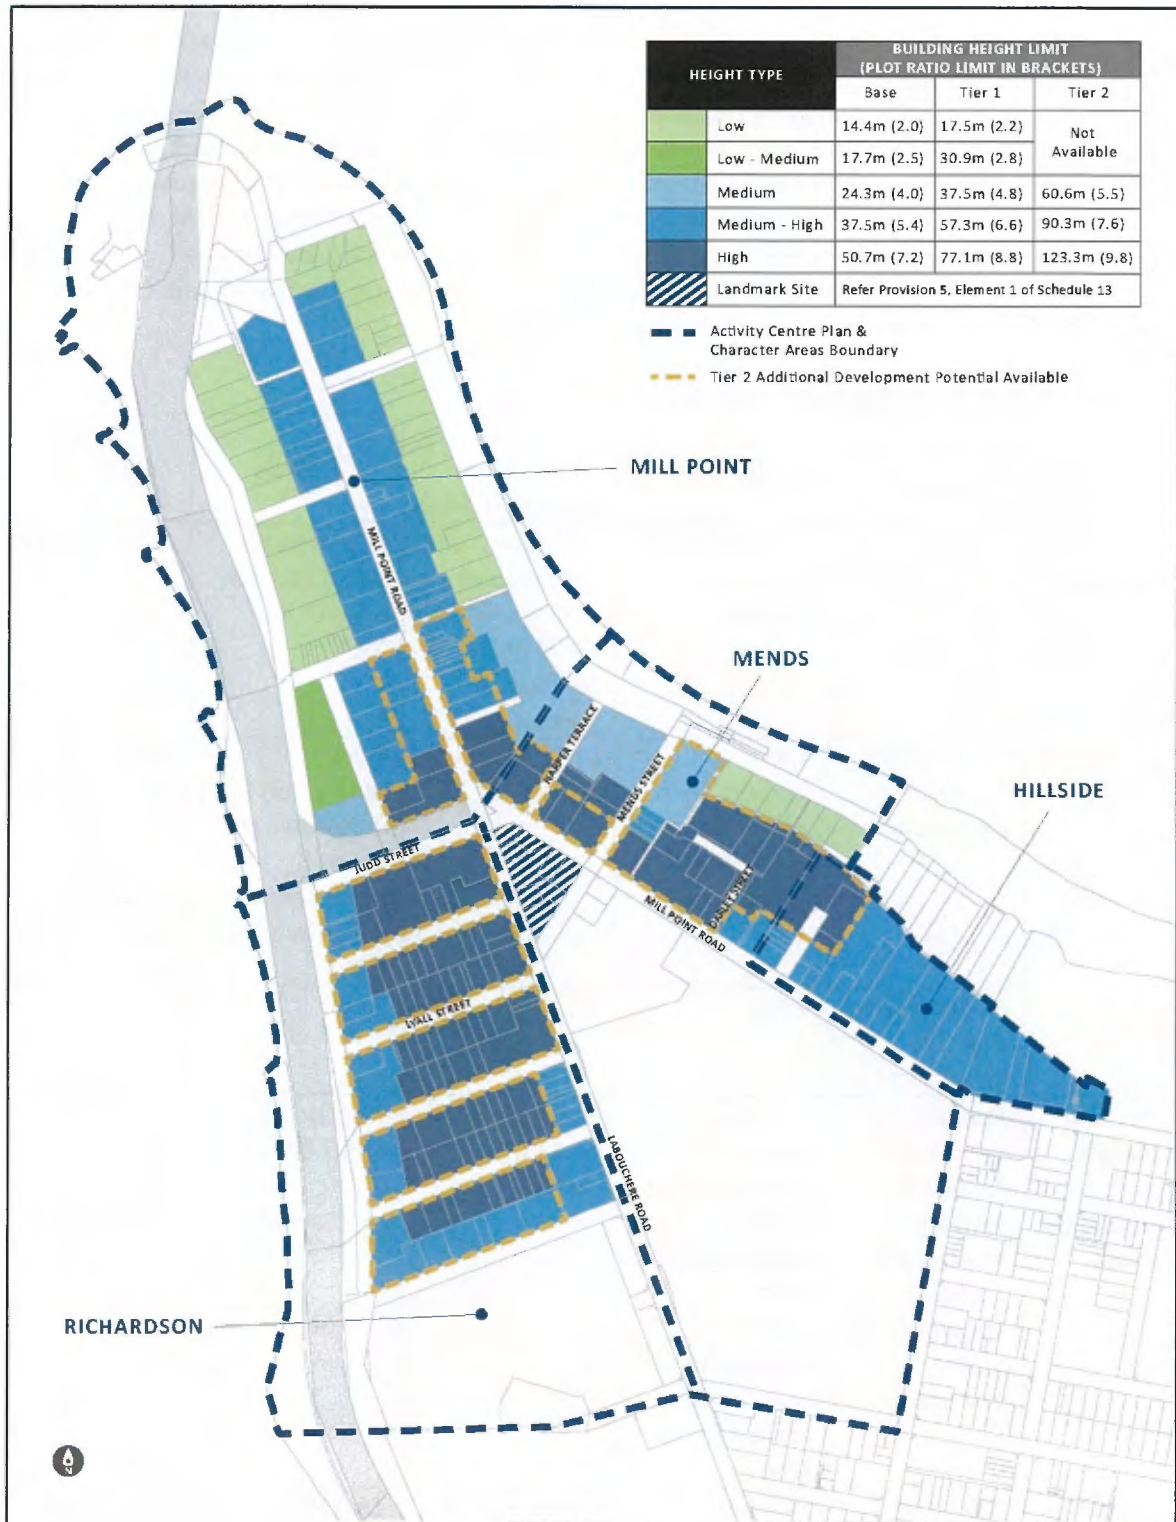 HEIGHT TYPE
BUILDING HEIGHT LIMIT
(PLOT RATIO LIMIT IN BRACKETS)
Base Tier 1 Tier 2
Low 14.4m (2.0) 17.5m (2.2) Not
Available
Low - Medium 17.7m (2.5) 30.9m (2.8)
Medium 24.3m (4.0) 37.5m (4.8) 60.6m (5.5)
Medium - High 37.5m (5.4) 57.3m (6.6) 90.3m (7.6)
High 50.7m (7.2) 77.1m (8.8) 123.3m (9.8)
Landmark Site Refer Provision 5, Element 1 of Schedule 13
Activity Centre Plan &
Character Areas Boundary
Tier 2 Additional Development Potential Available
MILL POINT
MILL POINT ROAD
MENDS
HARPER TERRACE
MENDS STREET
HILLSIDE
JUDD STREET
MILL POINT ROAD
LYALL STREET
LABOUCHERE ROAD
RICHARDSON
N